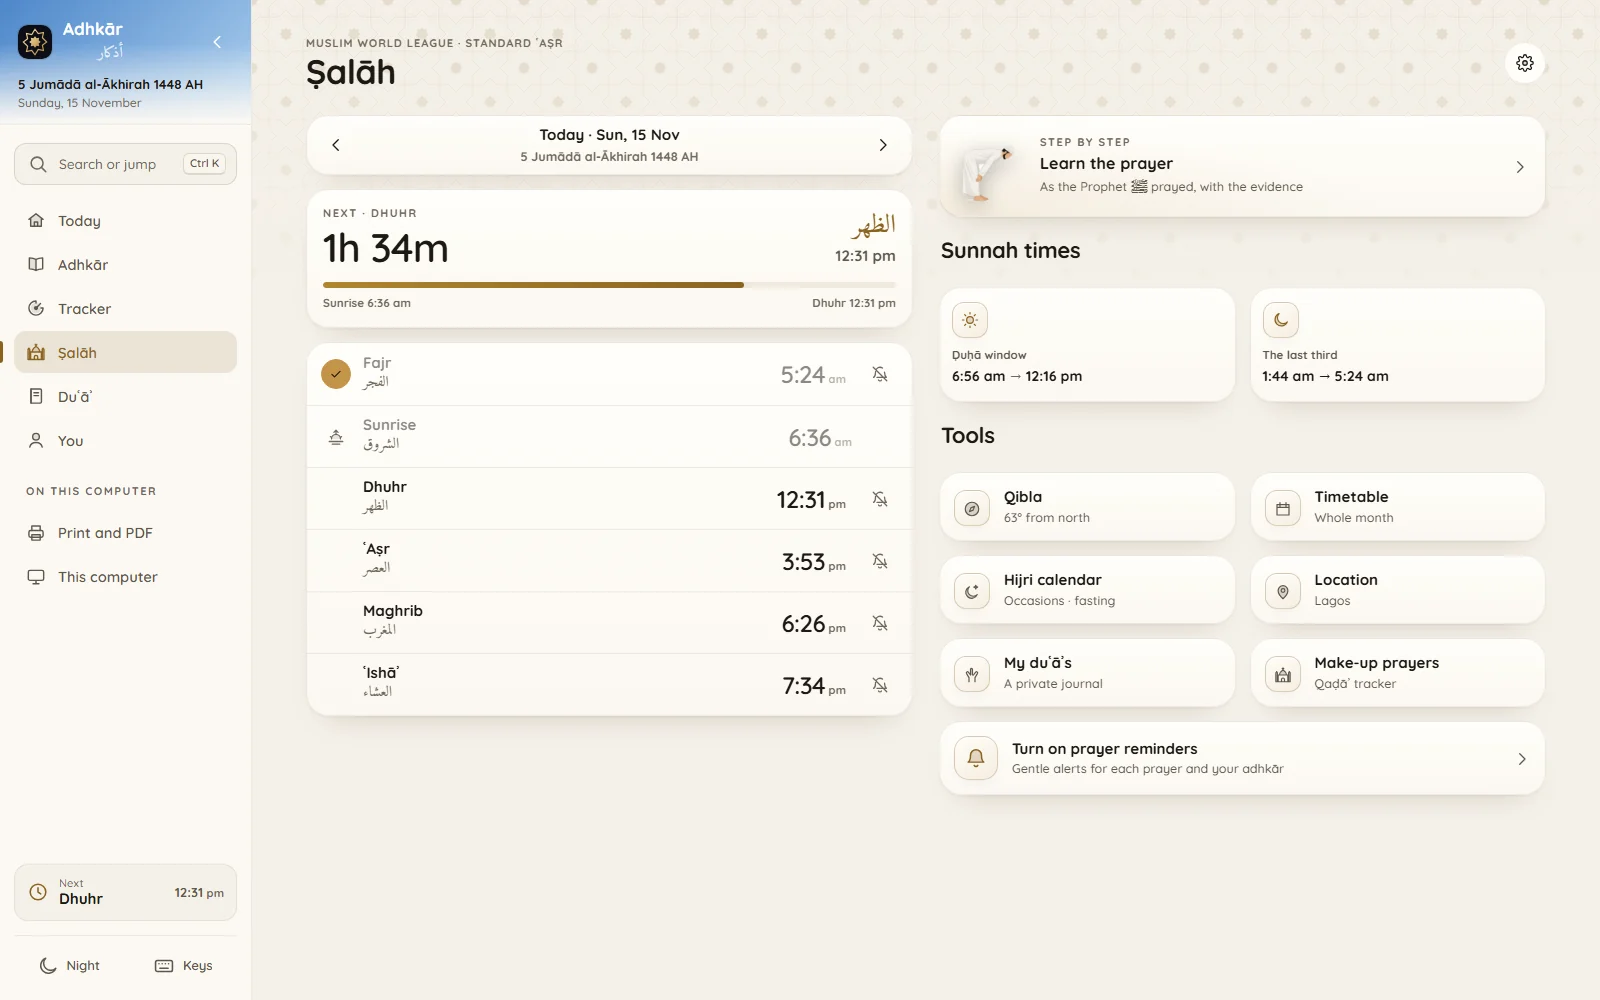 Adhkār
أذكار
5 Jumādā al-Ākhirah 1448 AH
Sunday, 15 November
Search or jump
Ctrl K
Today
Adhkār
Tracker
Ṣalāh
Duʿāʾ
You
ON THIS COMPUTER
Print and PDF
This computer
Next
Dhuhr
12:31 pm
Night
Keys
MUSLIM WORLD LEAGUE · STANDARD ʿAṢR
Ṣalāh
Today · Sun, 15 Nov
5 Jumādā al-Ākhirah 1448 AH
NEXT · DHUHR
1h 34m
الظهر
12:31 pm
Sunrise 6:36 am
Dhuhr 12:31 pm
Fajr
الفجر
5:24 am
Sunrise
الشروق
6:36 am
Dhuhr
الظهر
12:31 pm
ʿAṣr
العصر
3:53 pm
Maghrib
المغرب
6:26 pm
ʿIshāʾ
العشاء
7:34 pm
STEP BY STEP
Learn the prayer
As the Prophet ﷺ prayed, with the evidence
Sunnah times
Ḍuḥā window
6:56 am → 12:16 pm
The last third
1:44 am → 5:24 am
Tools
Qibla
63° from north
Timetable
Whole month
Hijri calendar
Occasions · fasting
Location
Lagos
My duʿāʾs
A private journal
Make-up prayers
Qaḍāʾ tracker
Turn on prayer reminders
Gentle alerts for each prayer and your adhkār